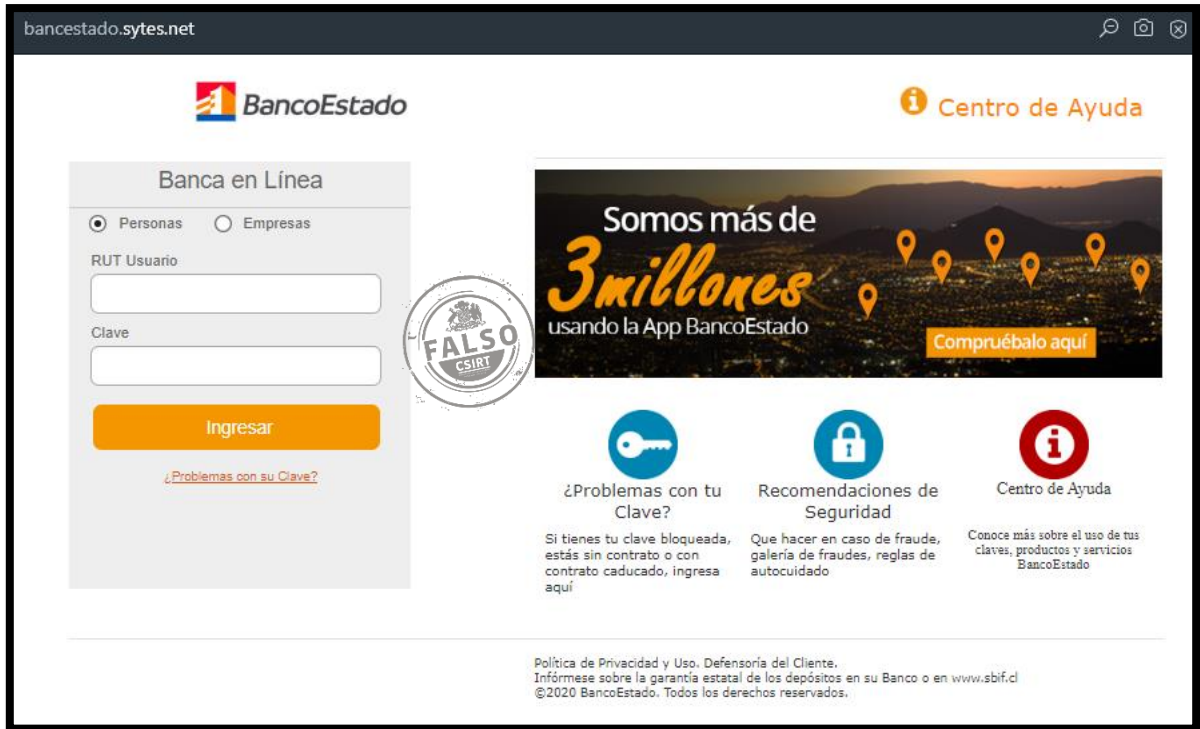 bancestado.sytes.net
BancoEstado
Centro de Ayuda
Banca en Línea
Personas
Empresas
RUT Usuario
Clave
Ingresar
¿Problemas con su Clave?
FALSO
CSIRT
Somos más de
3millones
usando la App BancoEstado
Compruébalo aquí
¿Problemas con tu
Clave?
Si tienes tu clave bloqueada,
estás sin contrato o con
contrato caducado, ingresa
aquí
Recomendaciones de
Seguridad
Que hacer en caso de fraude,
galería de fraudes, reglas de
autocuidado
Centro de Ayuda
Conoce más sobre el uso de tus
claves, productos y servicios
BancoEstado
Política de Privacidad y Uso. Defensoría del Cliente.
Infórmese sobre la garantía estatal de los depósitos en su Banco o en www.sbif.cl
©2020 BancoEstado. Todos los derechos reservados.